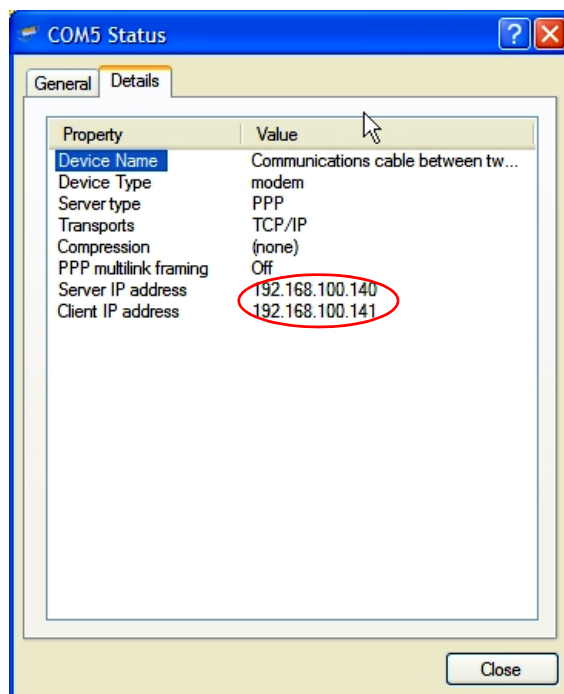 COM5 Status
General Details
Property Value
Device Name Communications cable between tw...
Device Type modem
Server type PPP
Transports TCP/IP
Compression (none)
PPP multilink framing Off
Server IP address 192.168.100.140
Client IP address 192.168.100.141
Close